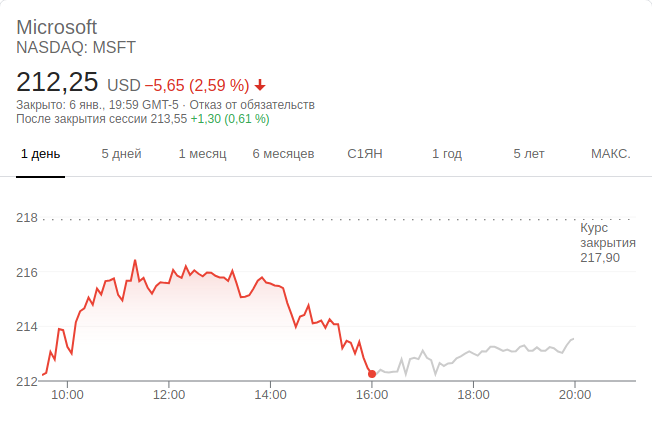 Microsoft
NASDAQ: MSFT
212,25 USD −5,65 (2,59 %)
Закрыто: 6 янв., 19:59 GMT-5 · Отказ от обязательств
После закрытия сессии 213,55 +1,30 (0,61 %)
1 день 5 дней 1 месяц 6 месяцев С1ЯН 1 год 5 лет МАКС.
218
Курс
закрытия
217,90
216
214
212
10:00 12:00 14:00 16:00 18:00 20:00